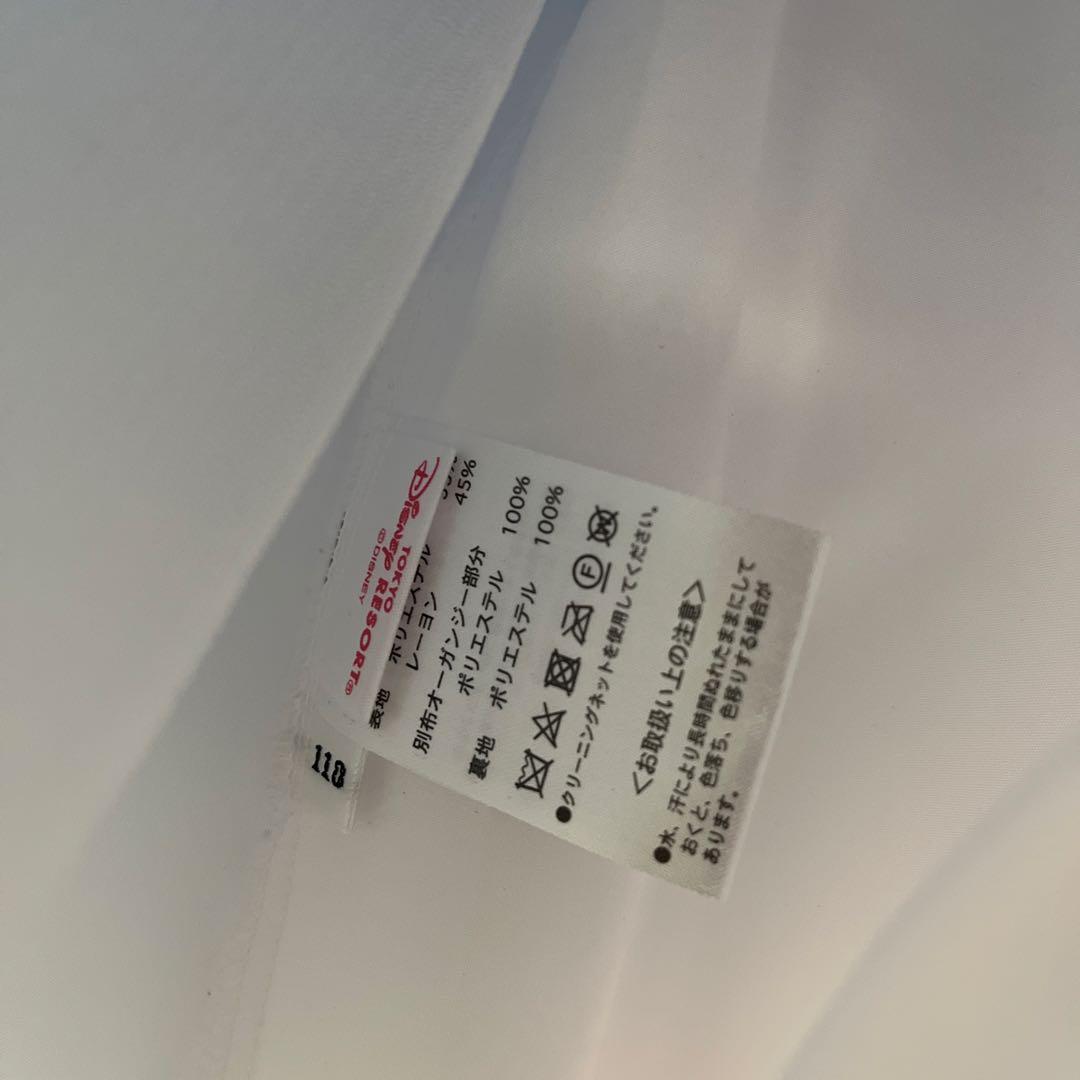 Disney
TOKYO
RESORT®
©DISNEY
110
表地 ポリエステル
レーヨン 45%
別布オーガンジー部分
ポリエステル 100%
裏地 ポリエステル 100%
F
●クリーニングネットを使用してください。
<お取扱い上の注意>
●水、汗により長時間ぬれたままにして
おくと、色落ち、色移りする場合が
あります。